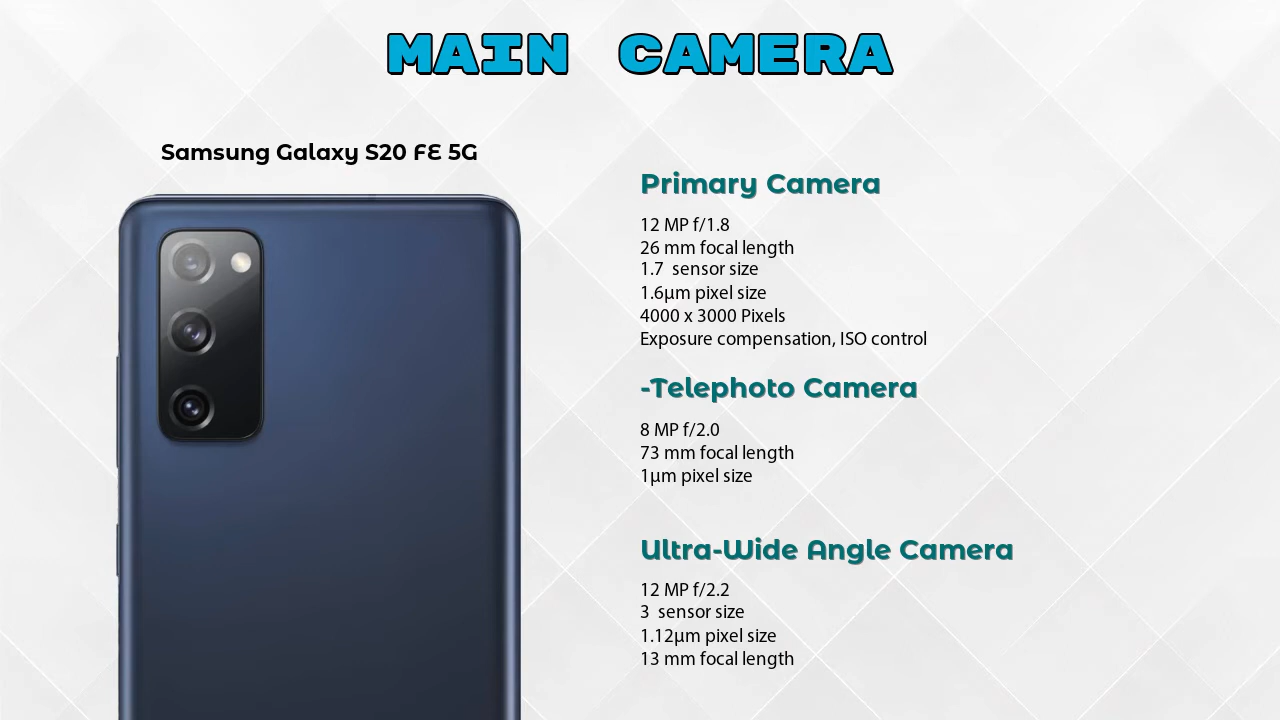 MAIN CAMERA
Samsung Galaxy S20 FE 5G
Primary Camera
12 MP f/1.8
26 mm focal length
1.7  sensor size
1.6µm pixel size
4000 x 3000 Pixels
Exposure compensation, ISO control
-Telephoto Camera
8 MP f/2.0
73 mm focal length
1µm pixel size
Ultra-Wide Angle Camera
12 MP f/2.2
3  sensor size
1.12µm pixel size
13 mm focal length